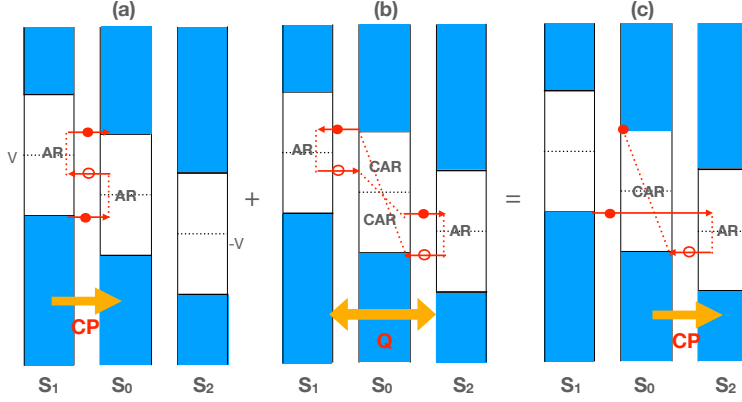 (a) (b) (c)
V AR AR -V CP
+
AR CAR CAR AR Q
=
CAR AR CP
S1 S0 S2 S1 S0 S2 S1 S0 S2